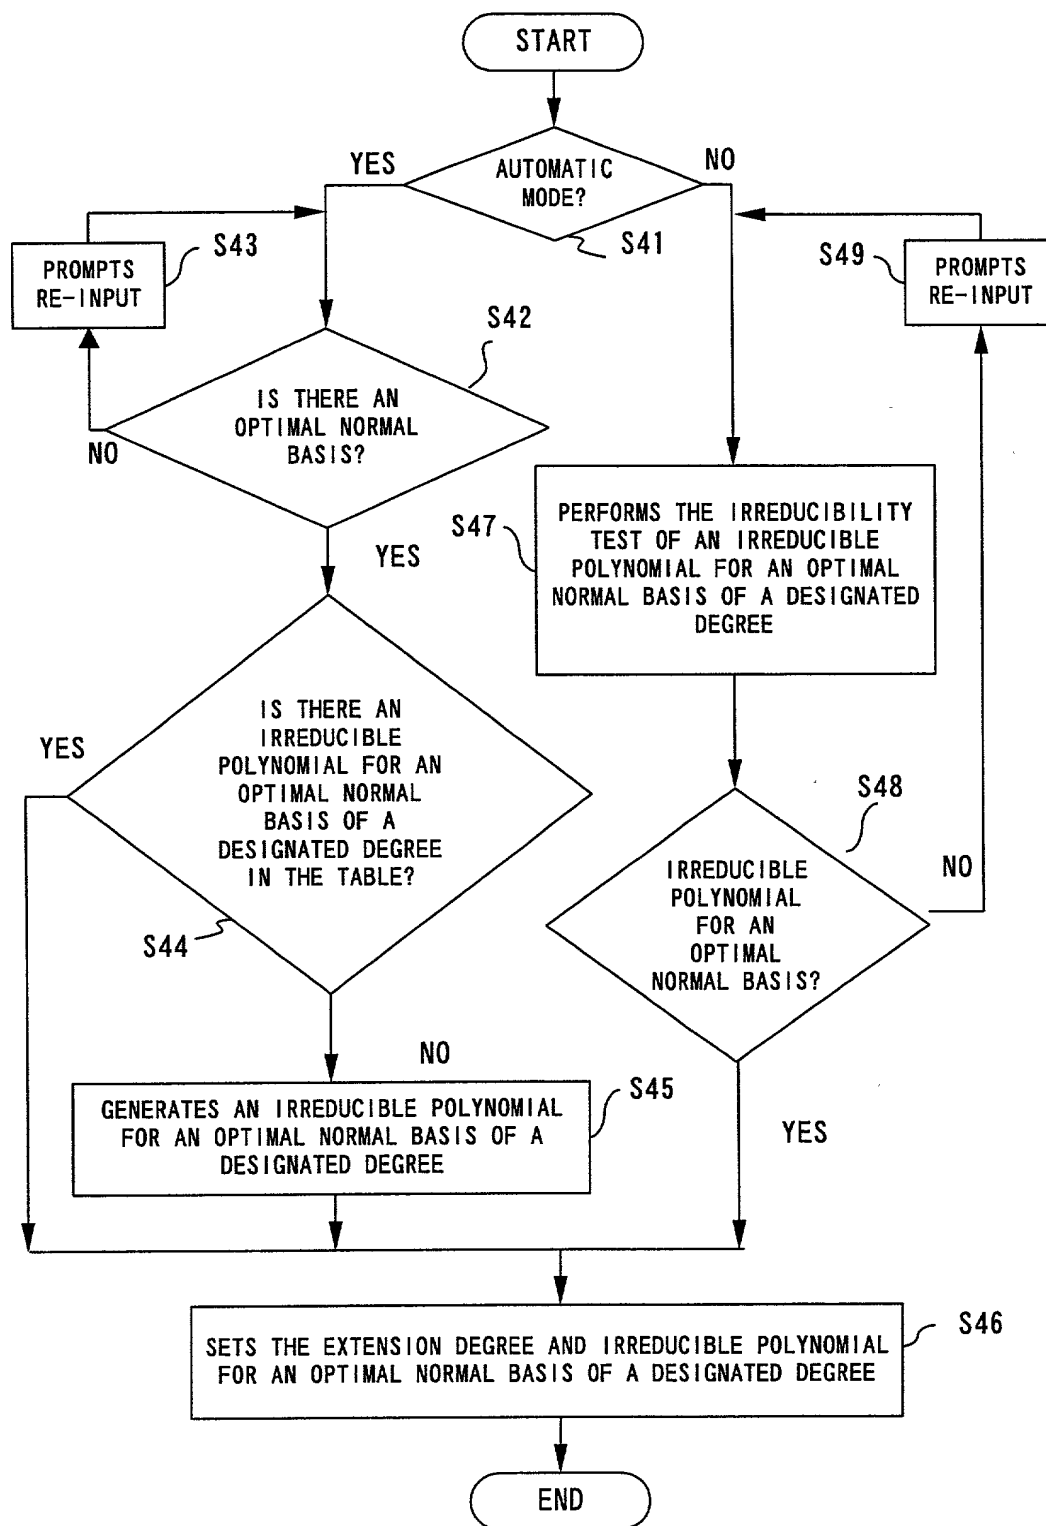 START
AUTOMATIC
MODE?
YES
NO
S41
S43
PROMPTS
RE-INPUT
S49
PROMPTS
RE-INPUT
S42
IS THERE AN
OPTIMAL NORMAL
BASIS?
NO
YES
S47
PERFORMS THE IRREDUCIBILITY
TEST OF AN IRREDUCIBLE
POLYNOMIAL FOR AN OPTIMAL
NORMAL BASIS OF A DESIGNATED
DEGREE
IS THERE AN
IRREDUCIBLE
POLYNOMIAL FOR AN
OPTIMAL NORMAL
BASIS OF A
DESIGNATED DEGREE
IN THE TABLE?
YES
S44
NO
S48
IRREDUCIBLE
POLYNOMIAL
FOR AN
OPTIMAL
NORMAL BASIS?
NO
YES
S45
GENERATES AN IRREDUCIBLE POLYNOMIAL
FOR AN OPTIMAL NORMAL BASIS OF A
DESIGNATED DEGREE
S46
SETS THE EXTENSION DEGREE AND IRREDUCIBLE POLYNOMIAL
FOR AN OPTIMAL NORMAL BASIS OF A DESIGNATED DEGREE
END